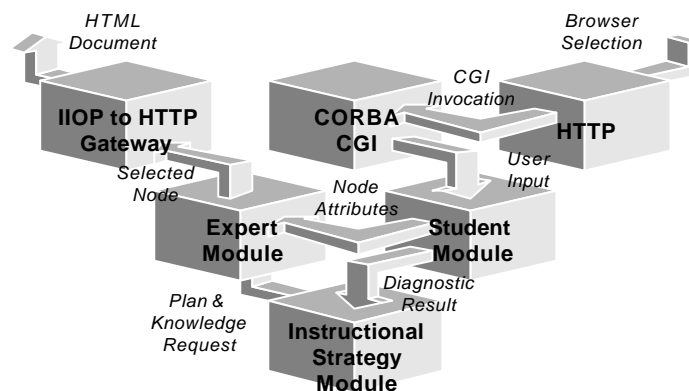 HTML
Document
Browser
Selection
IIOP to HTTP
Gateway
CORBA
CGI
CGI
Invocation
HTTP
Selected
Node
Node
Attributes
User
Input
Expert
Module
Student
Module
Plan &
Knowledge
Request
Diagnostic
Result
Instructional
Strategy
Module